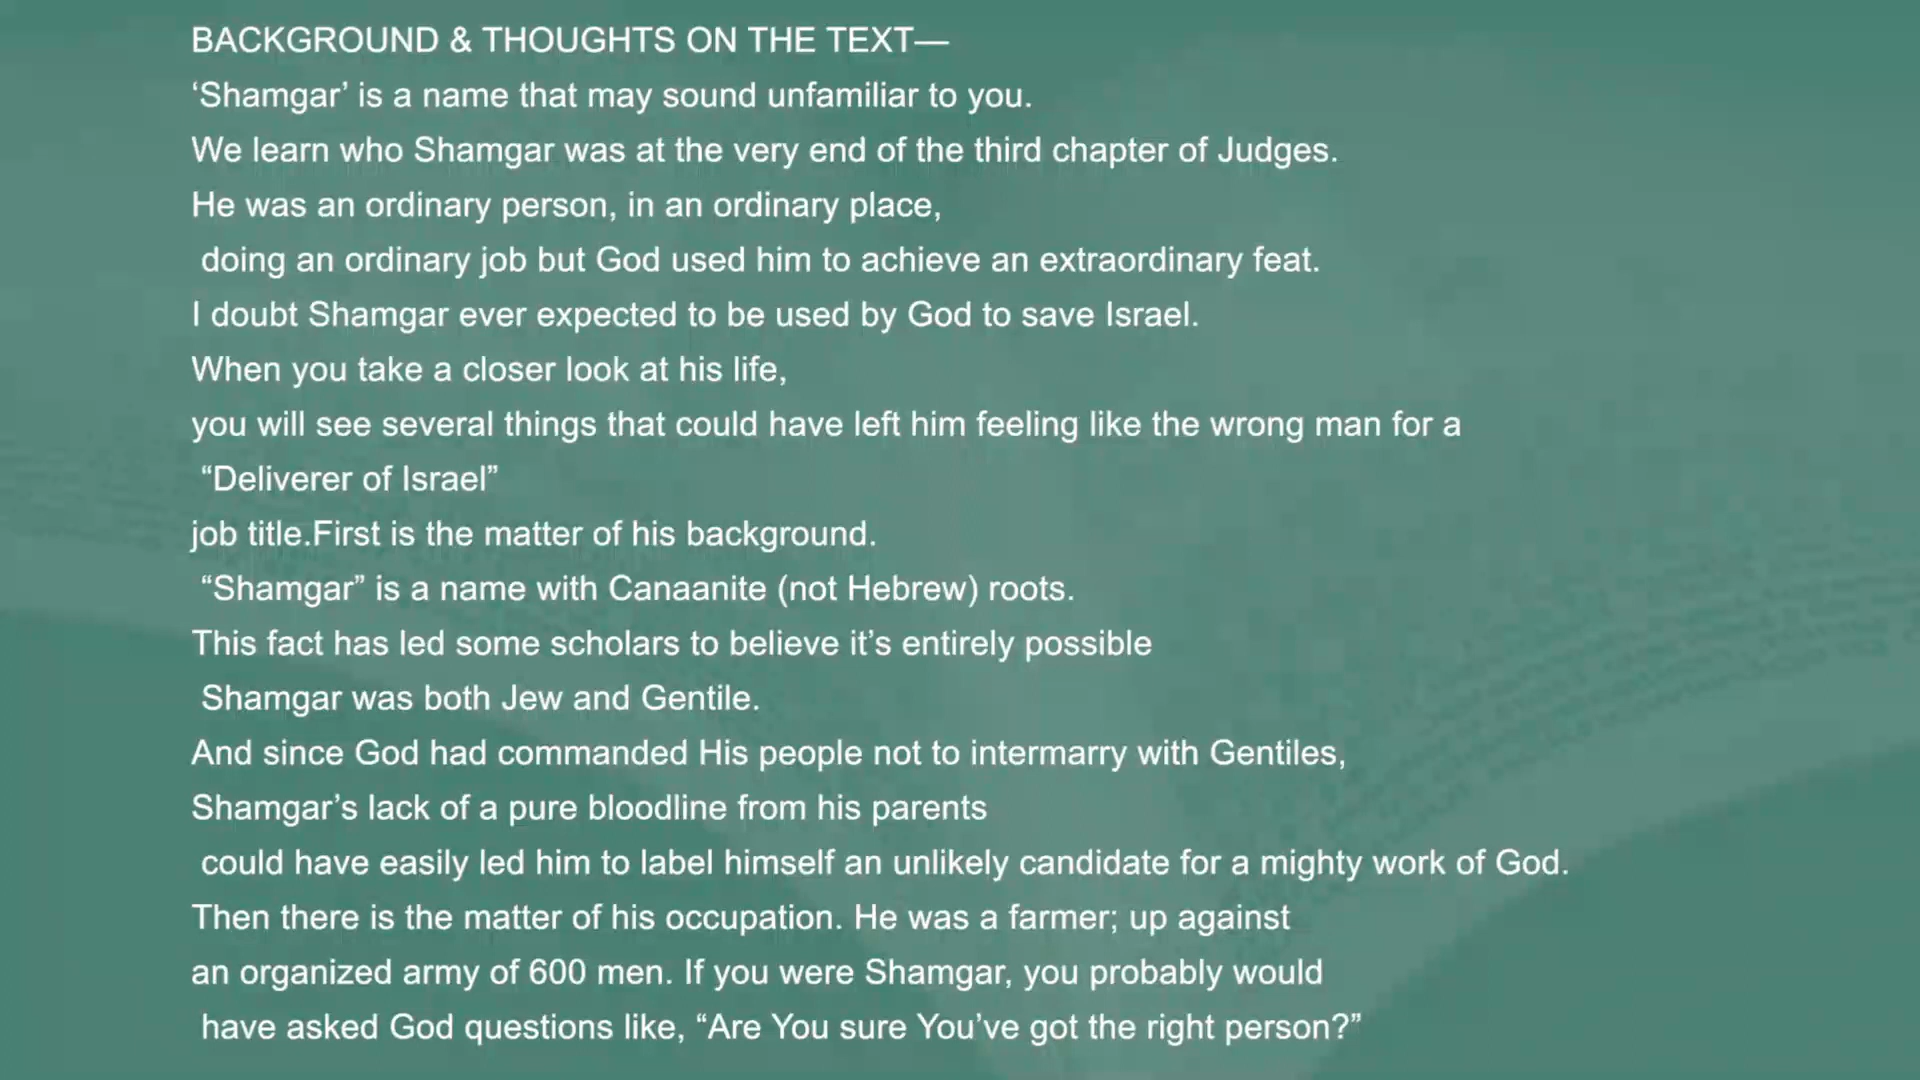 BACKGROUND & THOUGHTS ON THE TEXT—
‘Shamgar’ is a name that may sound unfamiliar to you.
We learn who Shamgar was at the very end of the third chapter of Judges.
He was an ordinary person, in an ordinary place,
doing an ordinary job but God used him to achieve an extraordinary feat.
I doubt Shamgar ever expected to be used by God to save Israel.
When you take a closer look at his life,
you will see several things that could have left him feeling like the wrong man for a
“Deliverer of Israel”
job title.First is the matter of his background.
“Shamgar” is a name with Canaanite (not Hebrew) roots.
This fact has led some scholars to believe it’s entirely possible
Shamgar was both Jew and Gentile.
And since God had commanded His people not to intermarry with Gentiles,
Shamgar’s lack of a pure bloodline from his parents
could have easily led him to label himself an unlikely candidate for a mighty work of God.
Then there is the matter of his occupation. He was a farmer; up against
an organized army of 600 men. If you were Shamgar, you probably would
have asked God questions like, “Are You sure You’ve got the right person?”